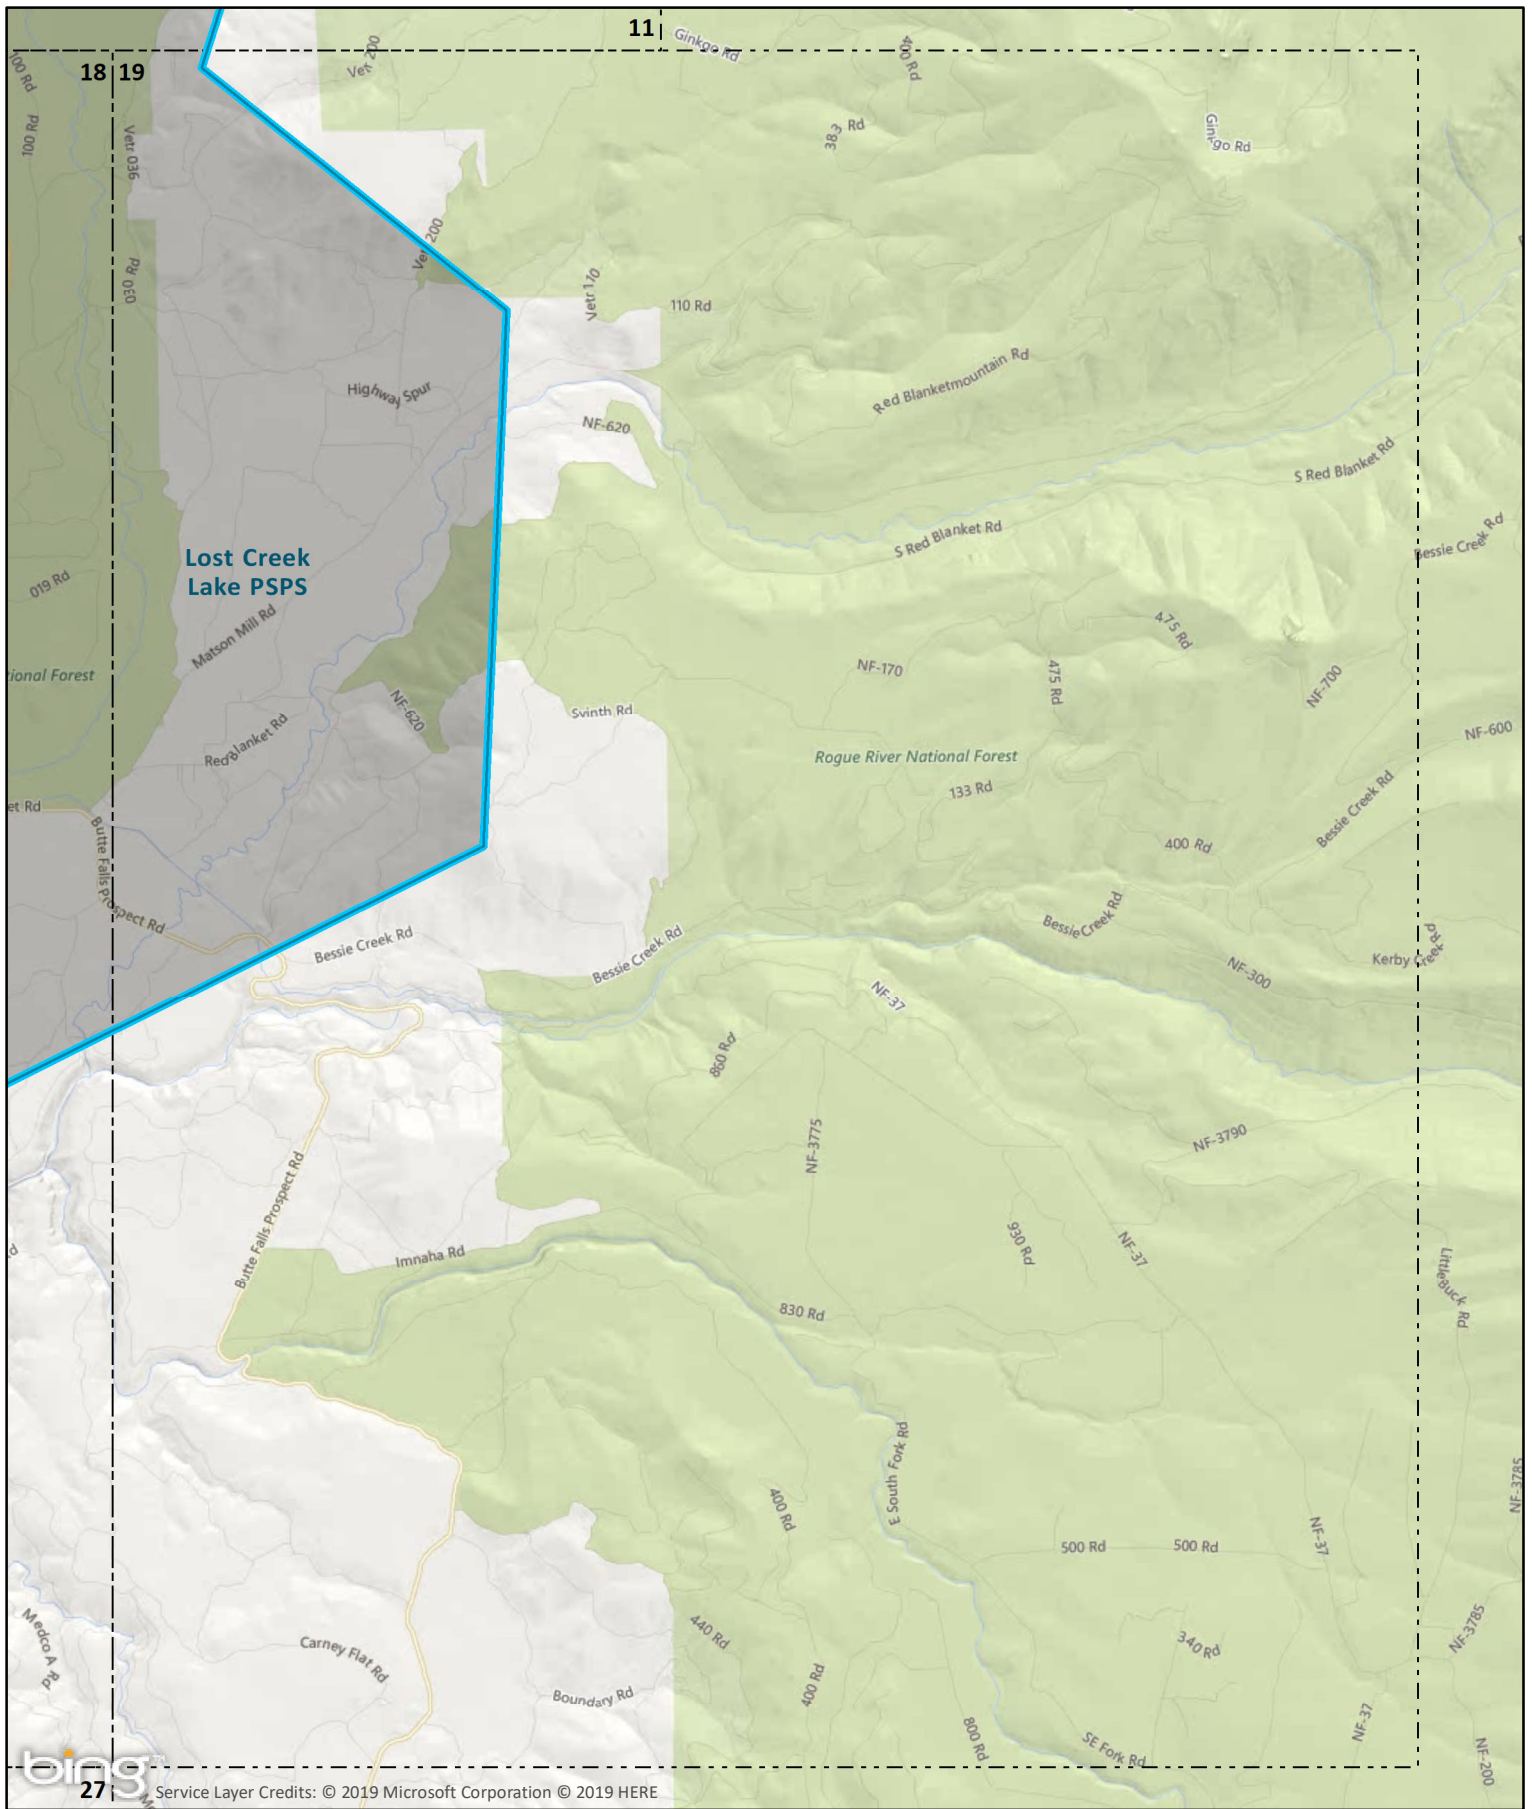 11
Ginkgo Rd
Vetr 200
400 Rd
18
19
100 Rd
100 Rd
Vetr 036
383 Rd
Ginkgo Rd
Vetr 200
030 Rd
Vetr 170
110 Rd
Red Blanketmountain Rd
Highway Spur
NF-620
S Red Blanket Rd
S Red Blanket Rd
Bessie Creek Rd
Lost Creek
Lake PSPS
019 Rd
Matson Mill Rd
475 Rd
NF-170
475 Rd
NF-700
tional Forest
NF-620
Svinth Rd
Red Blanket Rd
NF-600
Rogue River National Forest
133 Rd
Bessie Creek Rd
et Rd
400 Rd
Butte Falls Prospect Rd
Bessie Creek Rd
Bessie Creek Rd
Bessie Creek Rd
Kerby Creek Rd
NF-300
NF-37
860 Rd
NF-3775
NF-3790
Butte Falls Prospect Rd
930 Rd
NF-37
Imnaha Rd
LittleBuck Rd
830 Rd
E South Fork Rd
400 Rd
NF-3785
500 Rd
500 Rd
NF-37
Medco A Rd
440 Rd
340 Rd
NF-3785
Carney Flat Rd
400 Rd
Boundary Rd
800 Rd
NF-37
SE Fork Rd
NF-200
bing
27
Service Layer Credits: © 2019 Microsoft Corporation © 2019 HERE